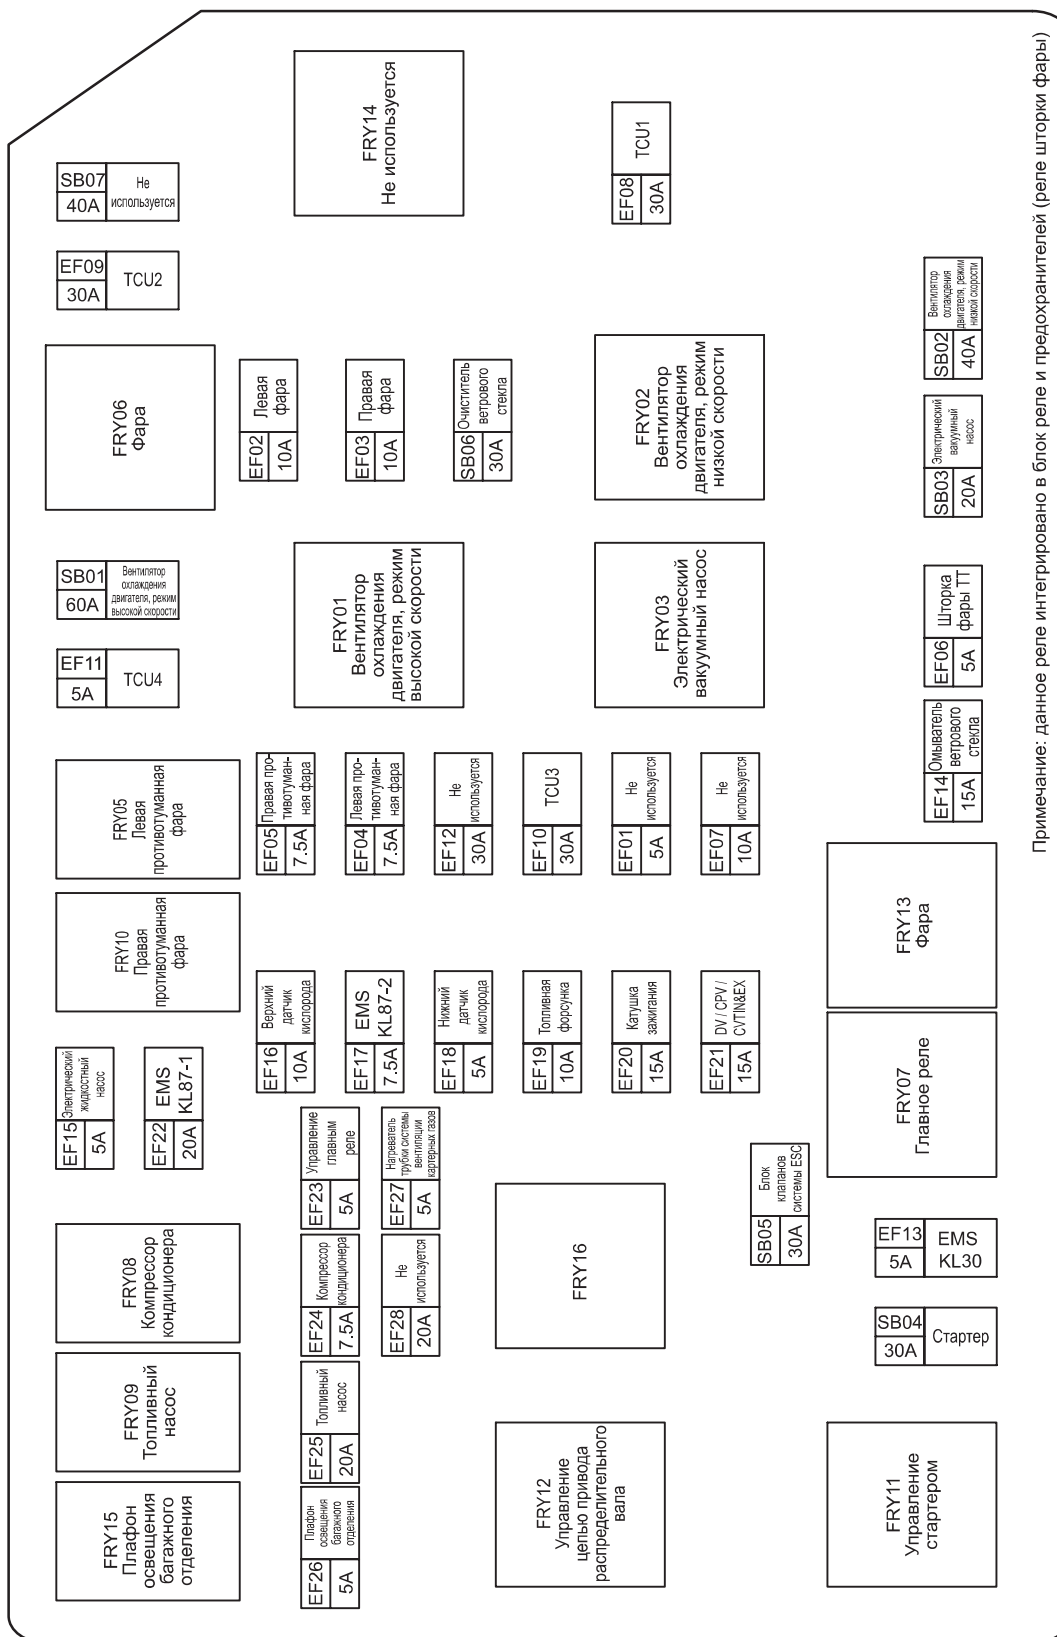 SB07
40A
Не
используется
EF09
30A
TCU2
FRY14
Не используется
EF08
30A
TCU1
FRY06
Фара
EF02
10A
Левая
фара
EF03
10A
Правая
фара
SB06
30A
Очиститель
ветрового
стекла
FRY02
Вентилятор
охлаждения
двигателя, режим
низкой скорости
SB02
40A
Вентилятор
охлаждения
двигателя, режим
низкой скорости
SB03
20A
Электрический
вакуумный
насос
SB01
60A
Вентилятор
охлаждения
двигателя, режим
высокой скорости
EF11
5A
TCU4
FRY01
Вентилятор
охлаждения
двигателя, режим
высокой скорости
FRY03
Электрический
вакуумный насос
EF06
5A
Шторка
фары ТТ
EF14
15A
Омыватель
ветрового
стекла
FRY05
Левая
противотуманная
фара
EF05
7.5A
Правая про-
тивотуман-
ная фара
EF04
7.5A
Левая про-
тивотуман-
ная фара
EF12
30A
Не
используется
EF10
30A
TCU3
EF01
5A
Не
используется
EF07
10A
Не
используется
FRY10
Правая
противотуманная
фара
FRY13
Фара
EF16
10A
Верхний
датчик
кислорода
EF17
7.5A
EMS
KL87-2
EF18
5A
Нижний
датчик
кислорода
EF19
10A
Топливная
форсунка
EF20
15A
Катушка
зажигания
EF21
15A
DV / CPV /
CVTIN&EX
FRY07
Главное реле
EF15
5A
Электрический
жидкостный
насос
EF22
20A
EMS
KL87-1
EF23
5A
Управление
главным
реле
EF27
5A
Нагреватель
трубки системы
вентиляции
картерных газов
SB05
30A
Блок
клапанов
системы ESC
EF13
5A
EMS
KL30
FRY08
Компрессор
кондиционера
EF24
7.5A
Компрессор
кондиционера
EF28
20A
Не
используется
FRY16
SB04
30A
Стартер
FRY09
Топливный
насос
EF25
20A
Топливный
насос
FRY15
Плафон
освещения
багажного
отделения
EF26
5A
Плафон
освещения
багажного
отделения
FRY12
Управление
цепью привода
распределительного
вала
FRY11
Управление
стартером
Примечание: данное реле интегрировано в блок реле и предохранителей (реле шторки фары)